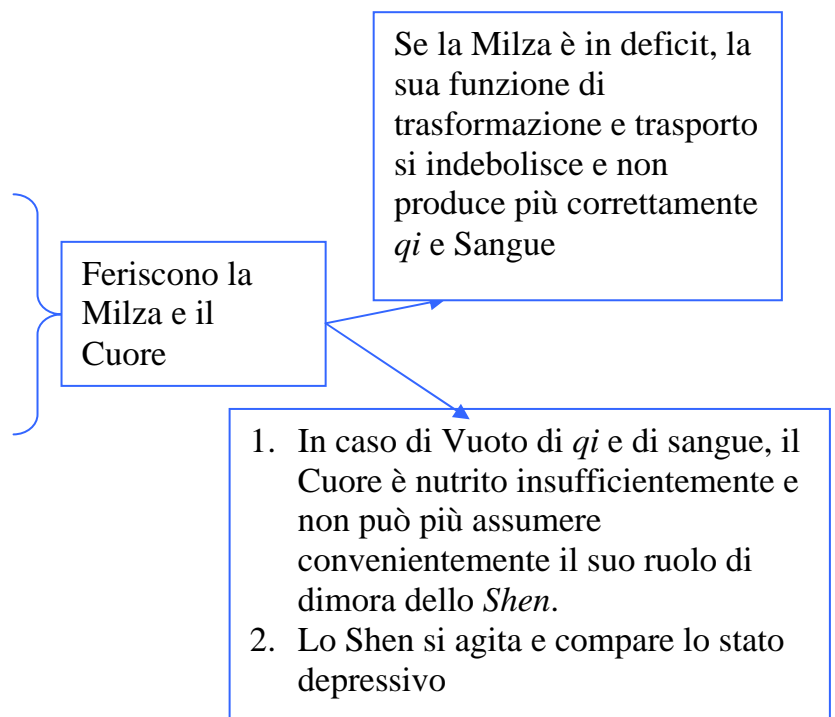 Se la Milza è in deficit, la
sua funzione di
trasformazione e trasporto
si indebolisce e non
produce più correttamente
qi e Sangue
Feriscono la
Milza e il
Cuore
1. In caso di Vuoto di qi e di sangue, il
Cuore è nutrito insufficientemente e
non può più assumere
convenientemente il suo ruolo di
dimora dello Shen.
2. Lo Shen si agita e compare lo stato
depressivo